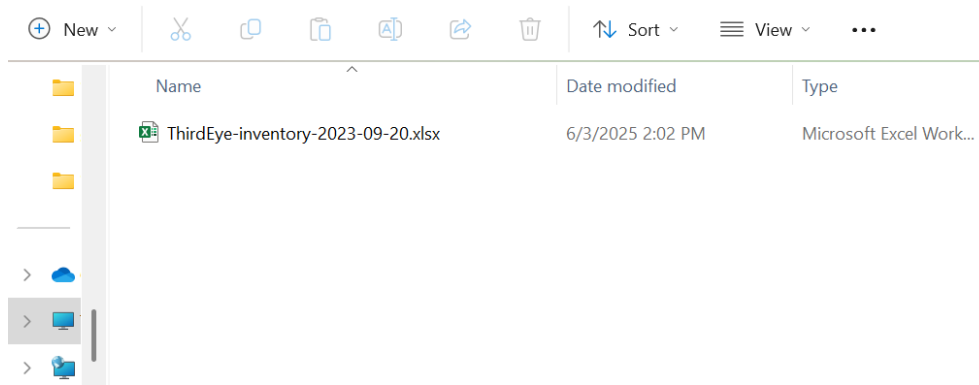 New Sort View
Name Date modified Type
ThirdEye-inventory-2023-09-20.xlsx 6/3/2025 2:02 PM Microsoft Excel Work...